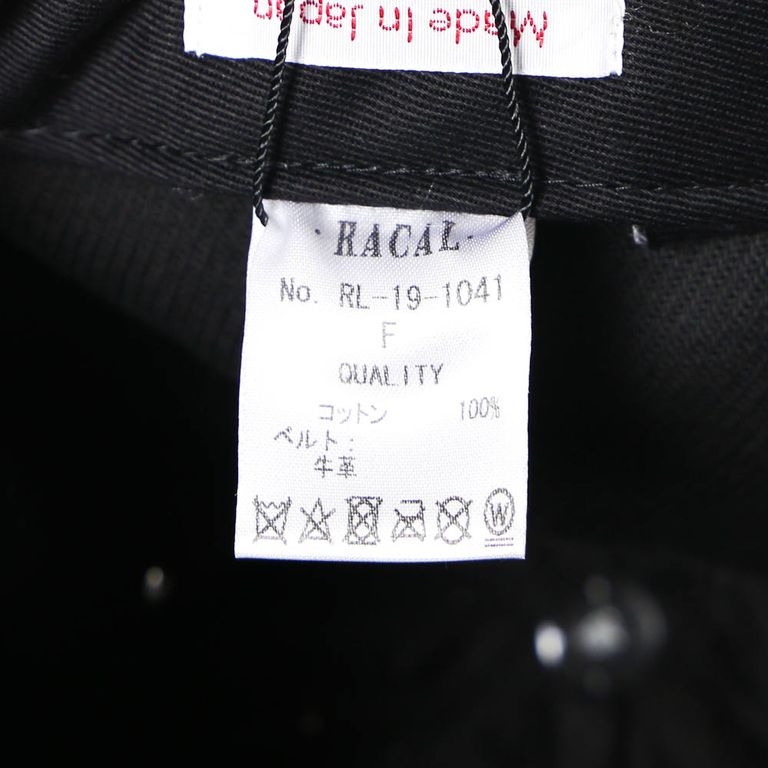 Made In Japan
· RACAL ·
No. RL-19-1041
F
QUALITY
コットン 100%
ベルト:
牛革
W